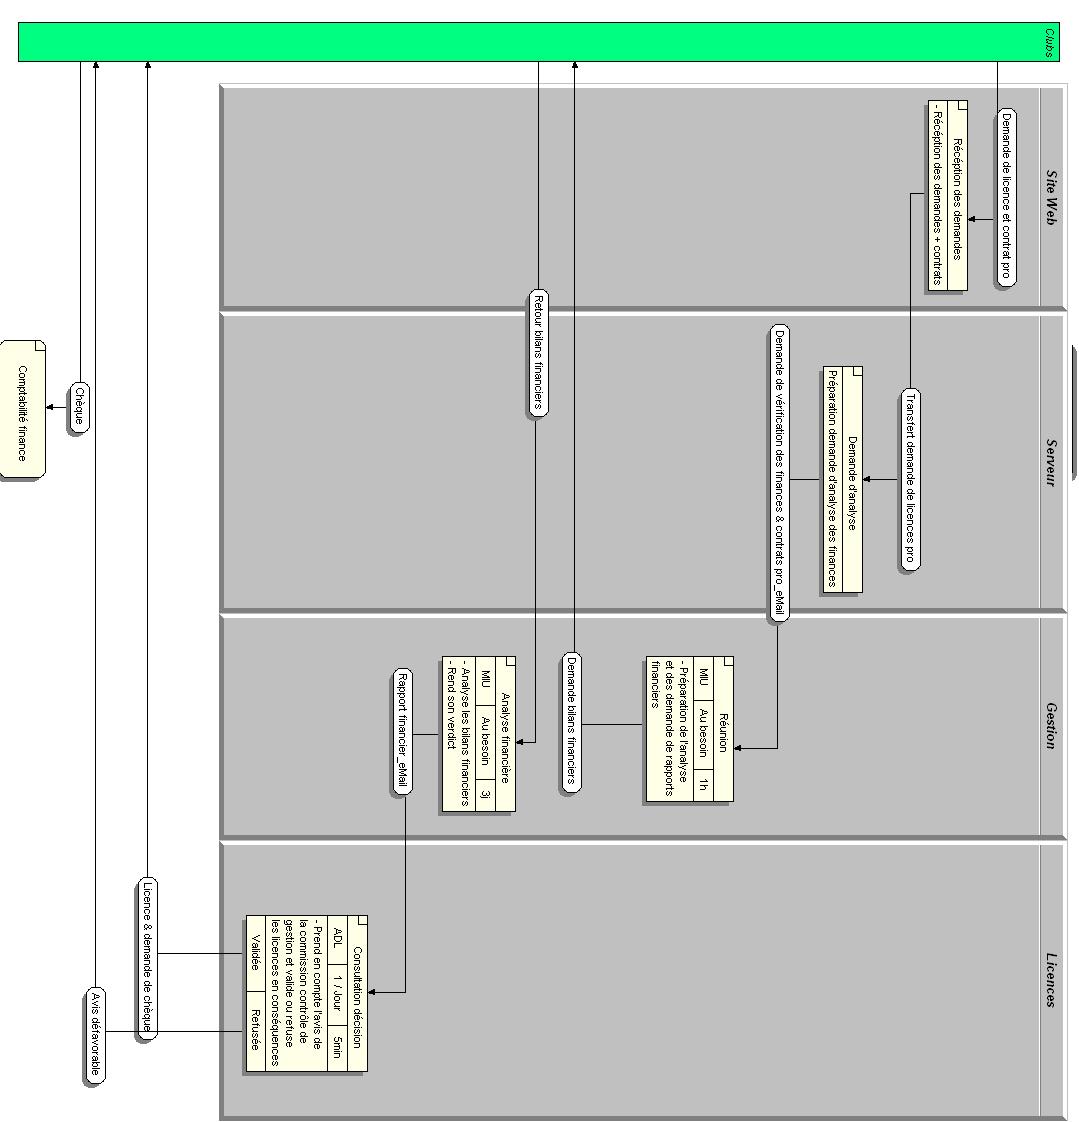 Clubs
Site Web
Serveur
Gestion
Licences
Demande de licence et contrat pro
Récéption des demandes
- Récéption des demandes + contrats
Transfert demande de licences pro
Demande d'analyse
Préparation demande d'analyse des finances
Demande de vérification des finances & contrats pro_eMail
Réunion
MIU Au besoin 1h
- Préparation de l'analyse
et des demande de rapports
financiers
Demande bilans financiers
Retour bilans financiers
Analyse financière
MIU Au besoin 3j
- Analyse les bilans financiers
- Rend son verdict
Rapport financier_eMail
Consultation décision
ADL 1 / Jour 5min
- Prend en compte l'avis de
la commission contrôle de
gestion et valide ou refuse
les licences en conséquences
Validée Refusée
Licence & demande de chèque
Avis défavorable
Chèque
Comptabilité finance